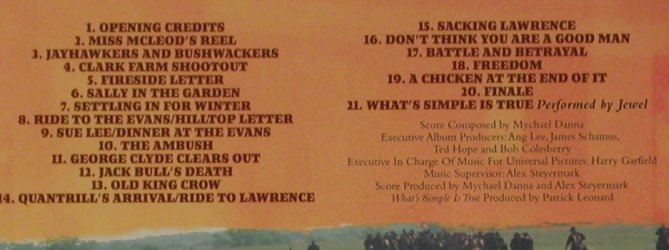 1. OPENING CREDITS
2. MISS MCLEOD'S REEL
3. JAYHAWKERS AND BUSHWACKERS
4. CLARK FARM SHOOTOUT
5. FIRESIDE LETTER
6. SALLY IN THE GARDEN
7. SETTLING IN FOR WINTER
8. RIDE TO THE EVANS/HILLTOP LETTER
9. SUE LEE/DINNER AT THE EVANS
10. THE AMBUSH
11. GEORGE CLYDE CLEARS OUT
12. JACK BULL'S DEATH
13. OLD KING CROW
14. QUANTRILL'S ARRIVAL/RIDE TO LAWRENCE
15. SACKING LAWRENCE
16. DON'T THINK YOU ARE A GOOD MAN
17. BATTLE AND BETRAYAL
18. FREEDOM
19. A CHICKEN AT THE END OF IT
20. FINALE
21. WHAT'S SIMPLE IS TRUE Performed by Jewel
Score Composed by Mychael Danna
Executive Album Producers: Ang Lee, James Schamus,
Ted Hope and Bob Colesberry
Executive In Charge Of Music For Universal Pictures: Harry Garfield
Music Supervisor: Alex Steyermark
Score Produced by Mychael Danna and Alex Steyermark
What's Simple Is True Produced by Patrick Leonard